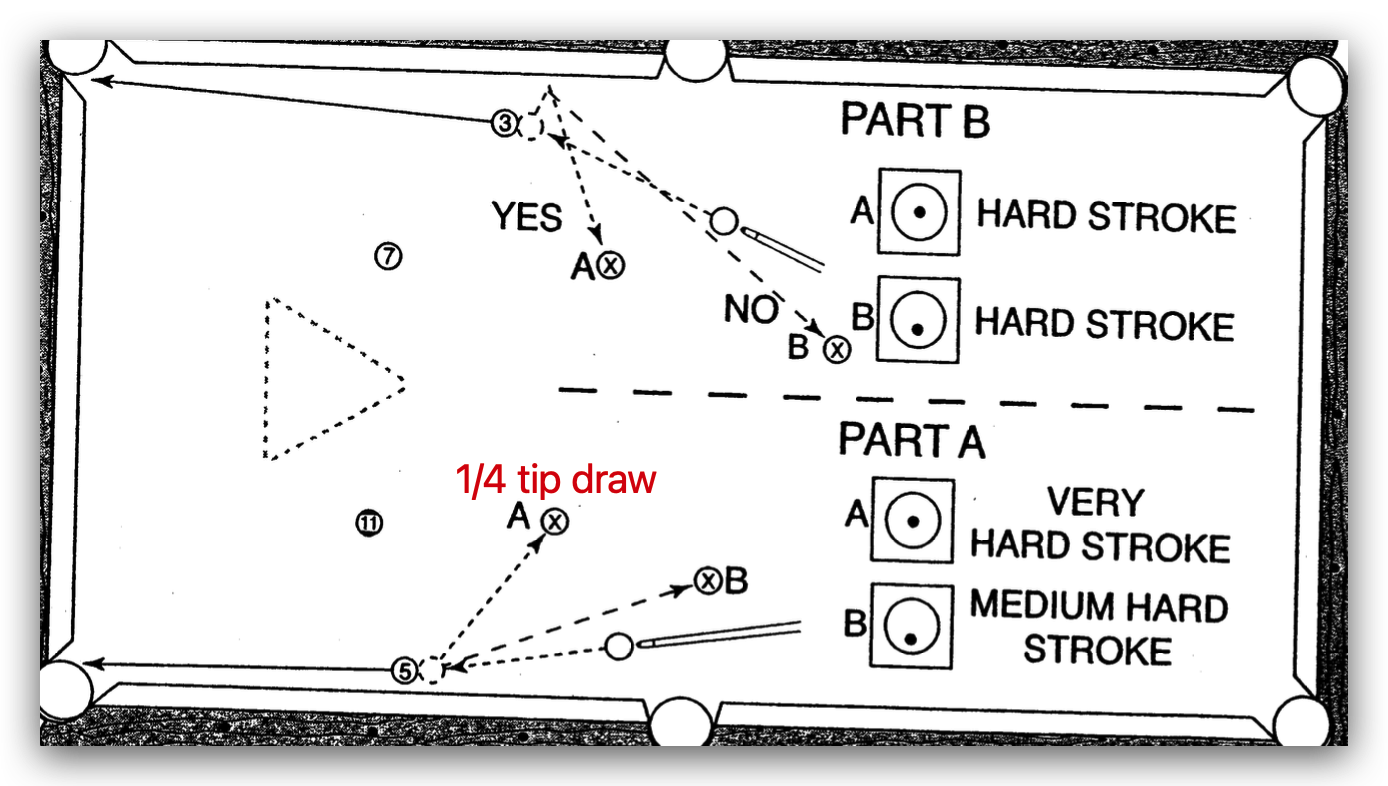 PART B
3
YES
A HARD STROKE
7
A X
NO
B HARD STROKE
B X
PART A
1/4 tip draw
A X
A VERY
HARD STROKE
11
X B
B MEDIUM HARD
STROKE
5